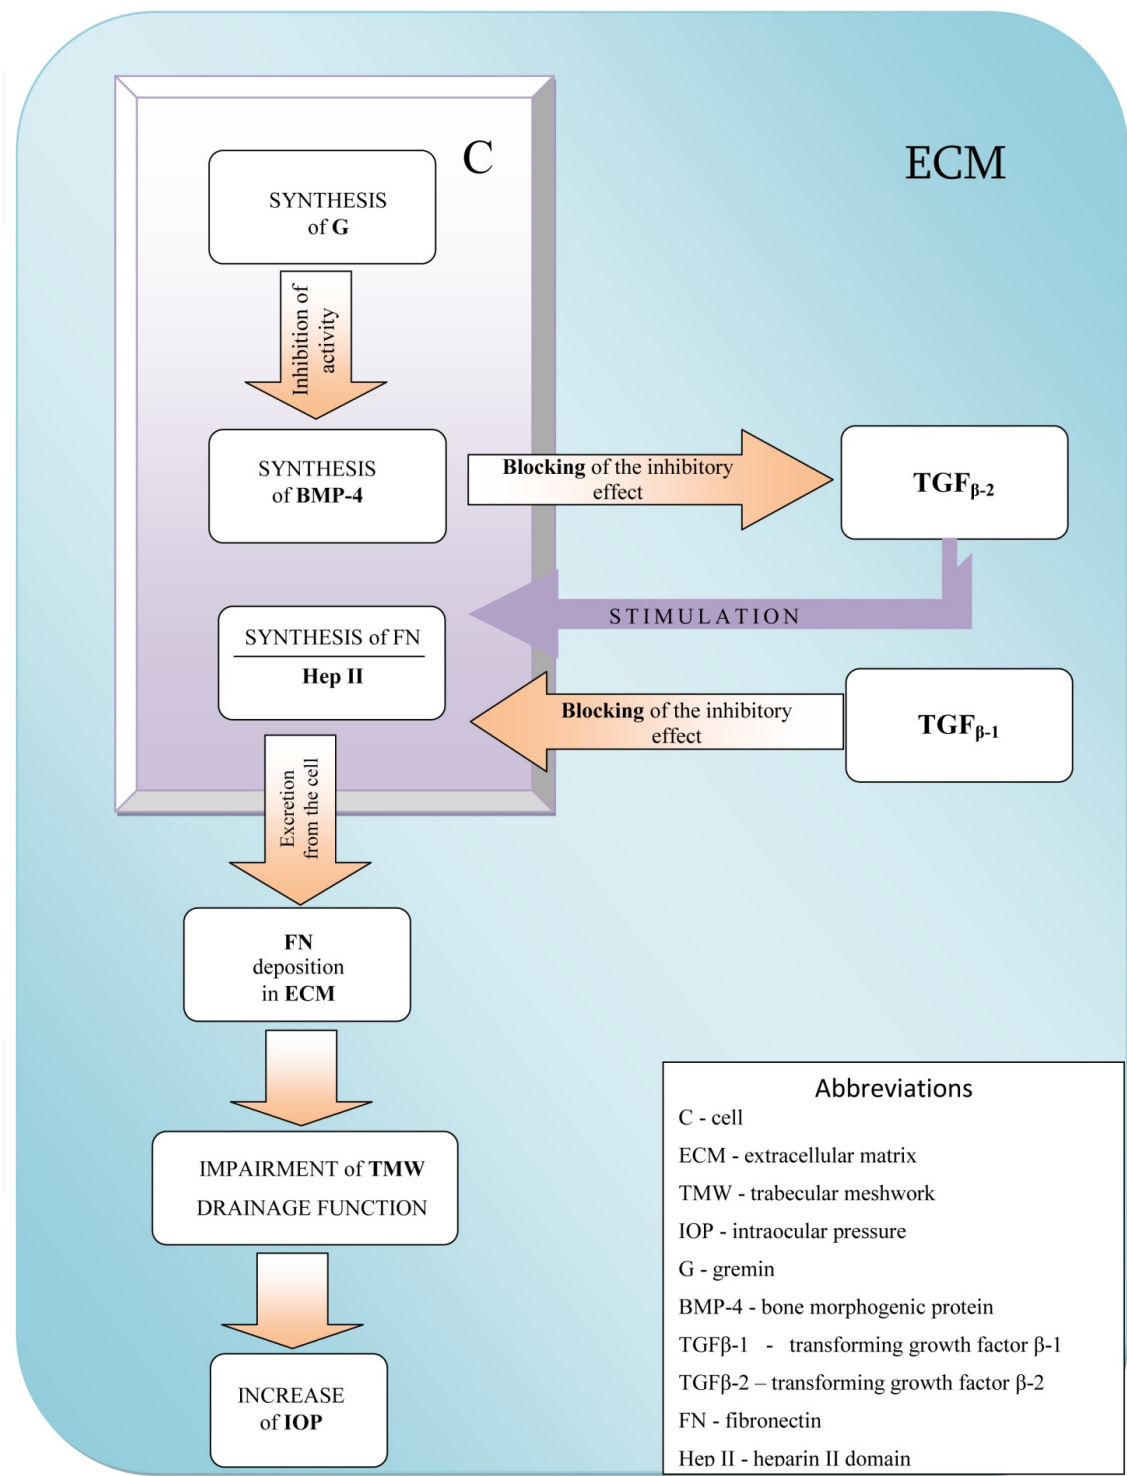 C
ECM
SYNTHESIS
of G
Inhibition of
activity
SYNTHESIS
of BMP-4
Blocking of the inhibitory
effect
TGFβ-2
STIMULATION
SYNTHESIS of FN
Hep II
Blocking of the inhibitory
effect
TGFβ-1
Excretion
from the cell
FN
deposition
in ECM
IMPAIRMENT of TMW
DRAINAGE FUNCTION
INCREASE
of IOP
Abbreviations
C - cell
ECM - extracellular matrix
TMW - trabecular meshwork
IOP - intraocular pressure
G - gremin
BMP-4 - bone morphogenic protein
TGFβ-1 - transforming growth factor β-1
TGFβ-2 – transforming growth factor β-2
FN - fibronectin
Hep II - heparin II domain